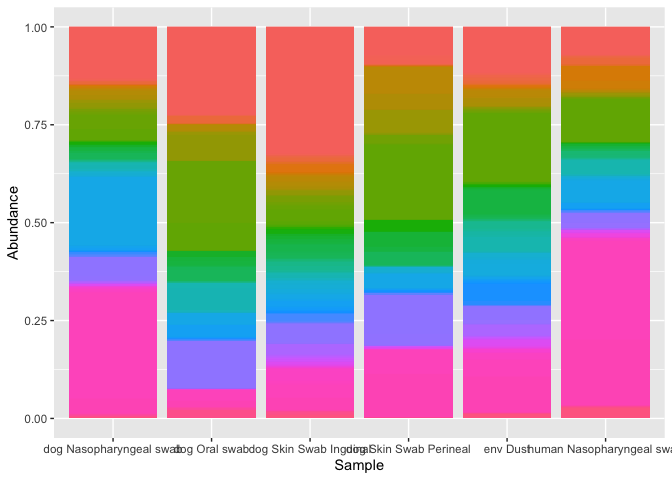 1.00
0.75
0.50
0.25
0.00
Abundance
dog Nasopharyngeal swab
dog Oral swab
dog Skin Swab Inguinal
dog Skin Swab Perineal
env Dust
human Nasopharyngeal swa
Sample